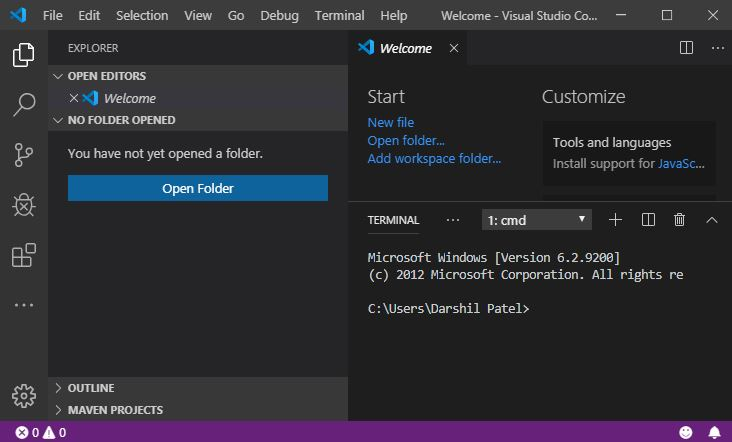 File Edit Selection View Go Debug Terminal Help Welcome - Visual Studio Co...
EXPLORER
OPEN EDITORS
Welcome
NO FOLDER OPENED
You have not yet opened a folder.
Open Folder
OUTLINE
MAVEN PROJECTS
Welcome
Start
New file
Open folder...
Add workspace folder...
Customize
Tools and languages
Install support for JavaSc...
TERMINAL 1: cmd
Microsoft Windows [Version 6.2.9200]
(c) 2012 Microsoft Corporation. All rights re
C:\Users\Darshil Patel>
0 0